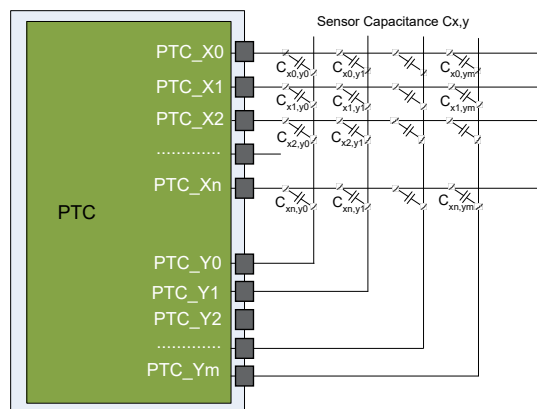 Sensor Capacitance Cx,y
PTC_X0
Cx0,y0 Cx0,y1 Cx0,ym
PTC_X1
Cx1,y0 Cx1,y1 Cx1,ym
PTC_X2
Cx2,y0 Cx2,y1
.............
PTC_Xn
Cxn,y0 Cxn,y1 Cxn,ym
PTC
PTC_Y0
PTC_Y1
PTC_Y2
.............
PTC_Ym